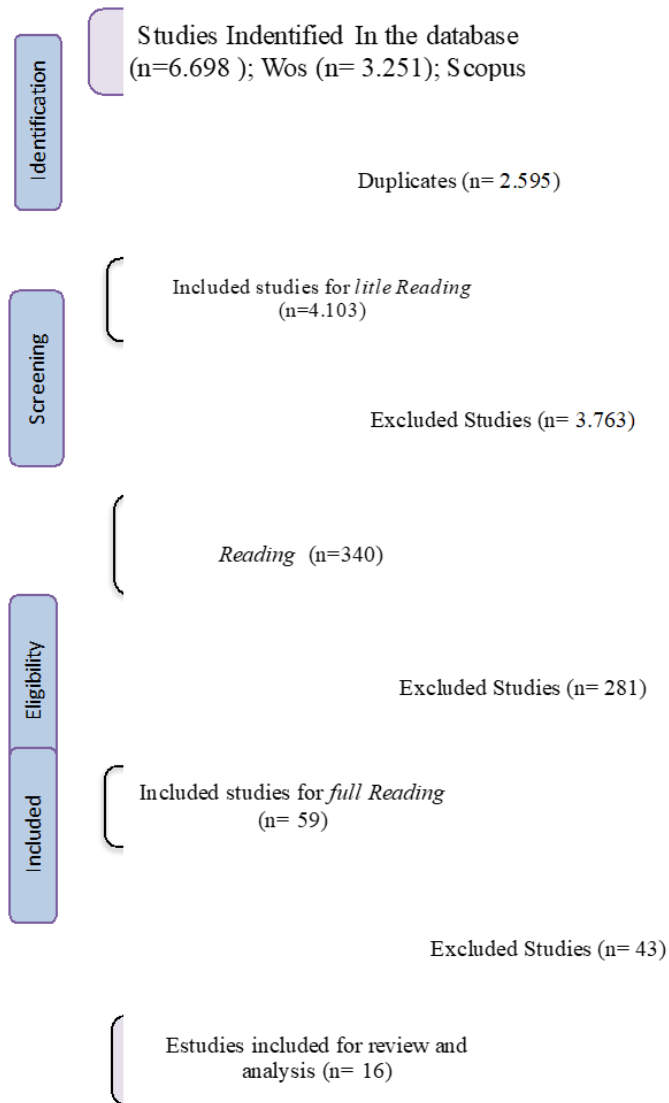 Studies Indentified In the database
(n=6.698 ); Wos (n= 3.251); Scopus
Identification
Duplicates (n= 2.595)
Included studies for litle Reading
(n=4.103)
Screening
Excluded Studies (n= 3.763)
Reading (n=340)
Eligibility
Excluded Studies (n= 281)
Included studies for full Reading
(n= 59)
Included
Excluded Studies (n= 43)
Estudies included for review and
analysis (n= 16)